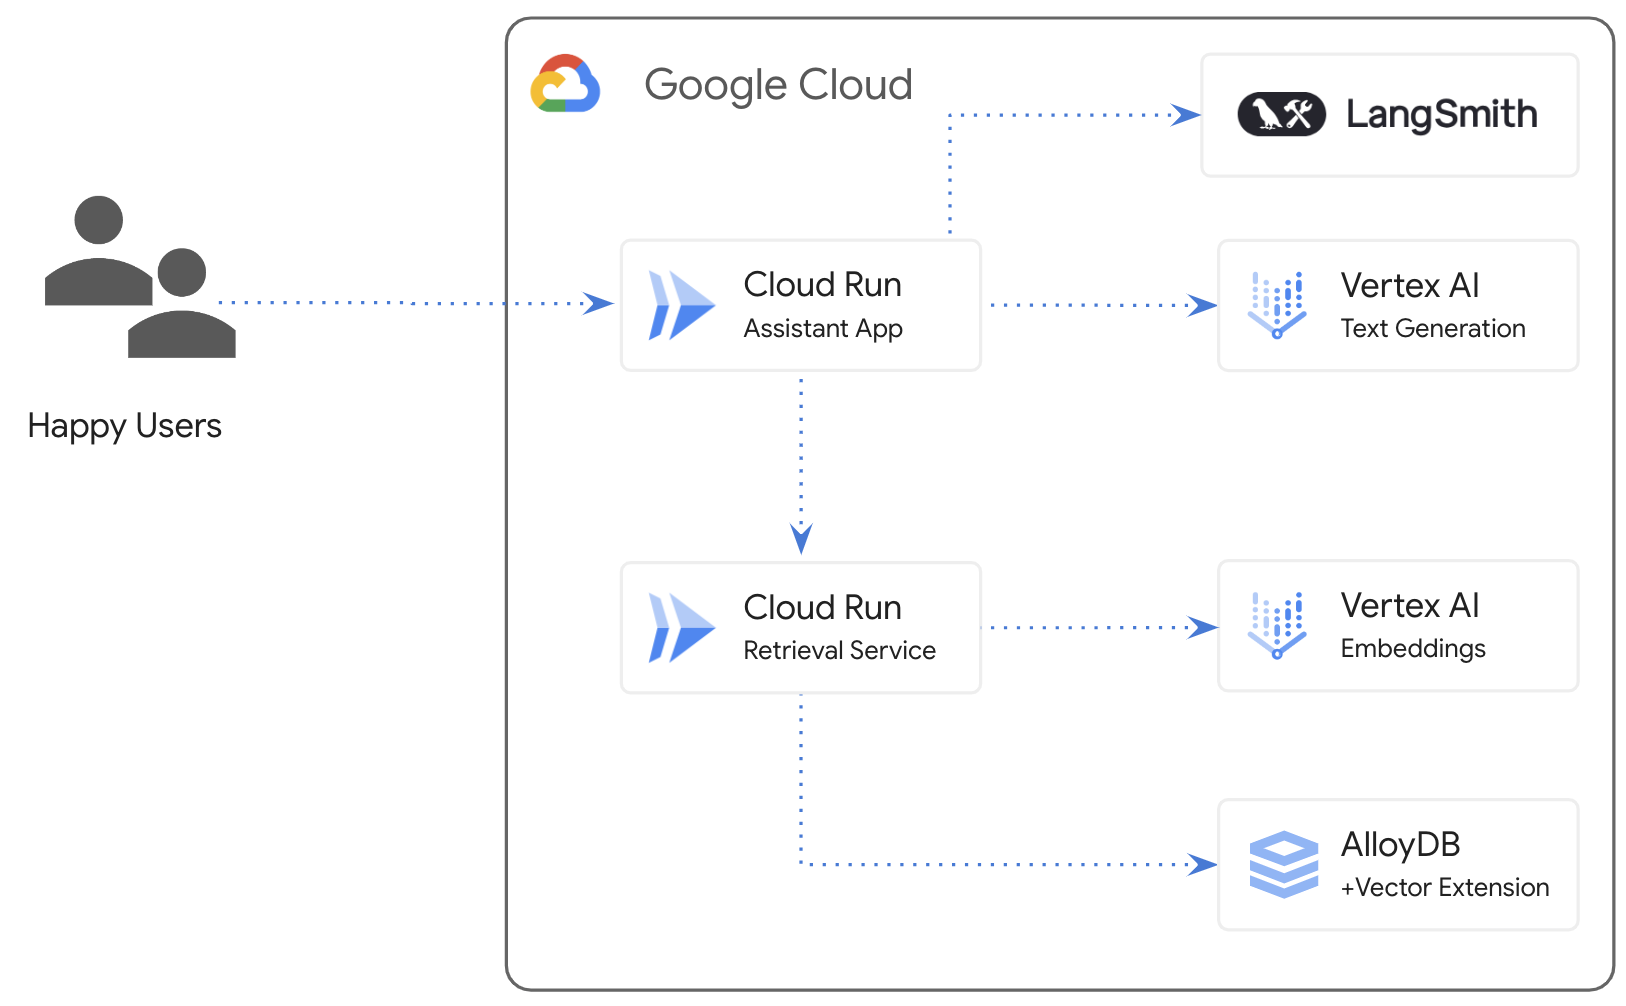 Google Cloud
LangSmith
Happy Users
Cloud Run
Assistant App
Vertex AI
Text Generation
Cloud Run
Retrieval Service
Vertex AI
Embeddings
AlloyDB
+Vector Extension